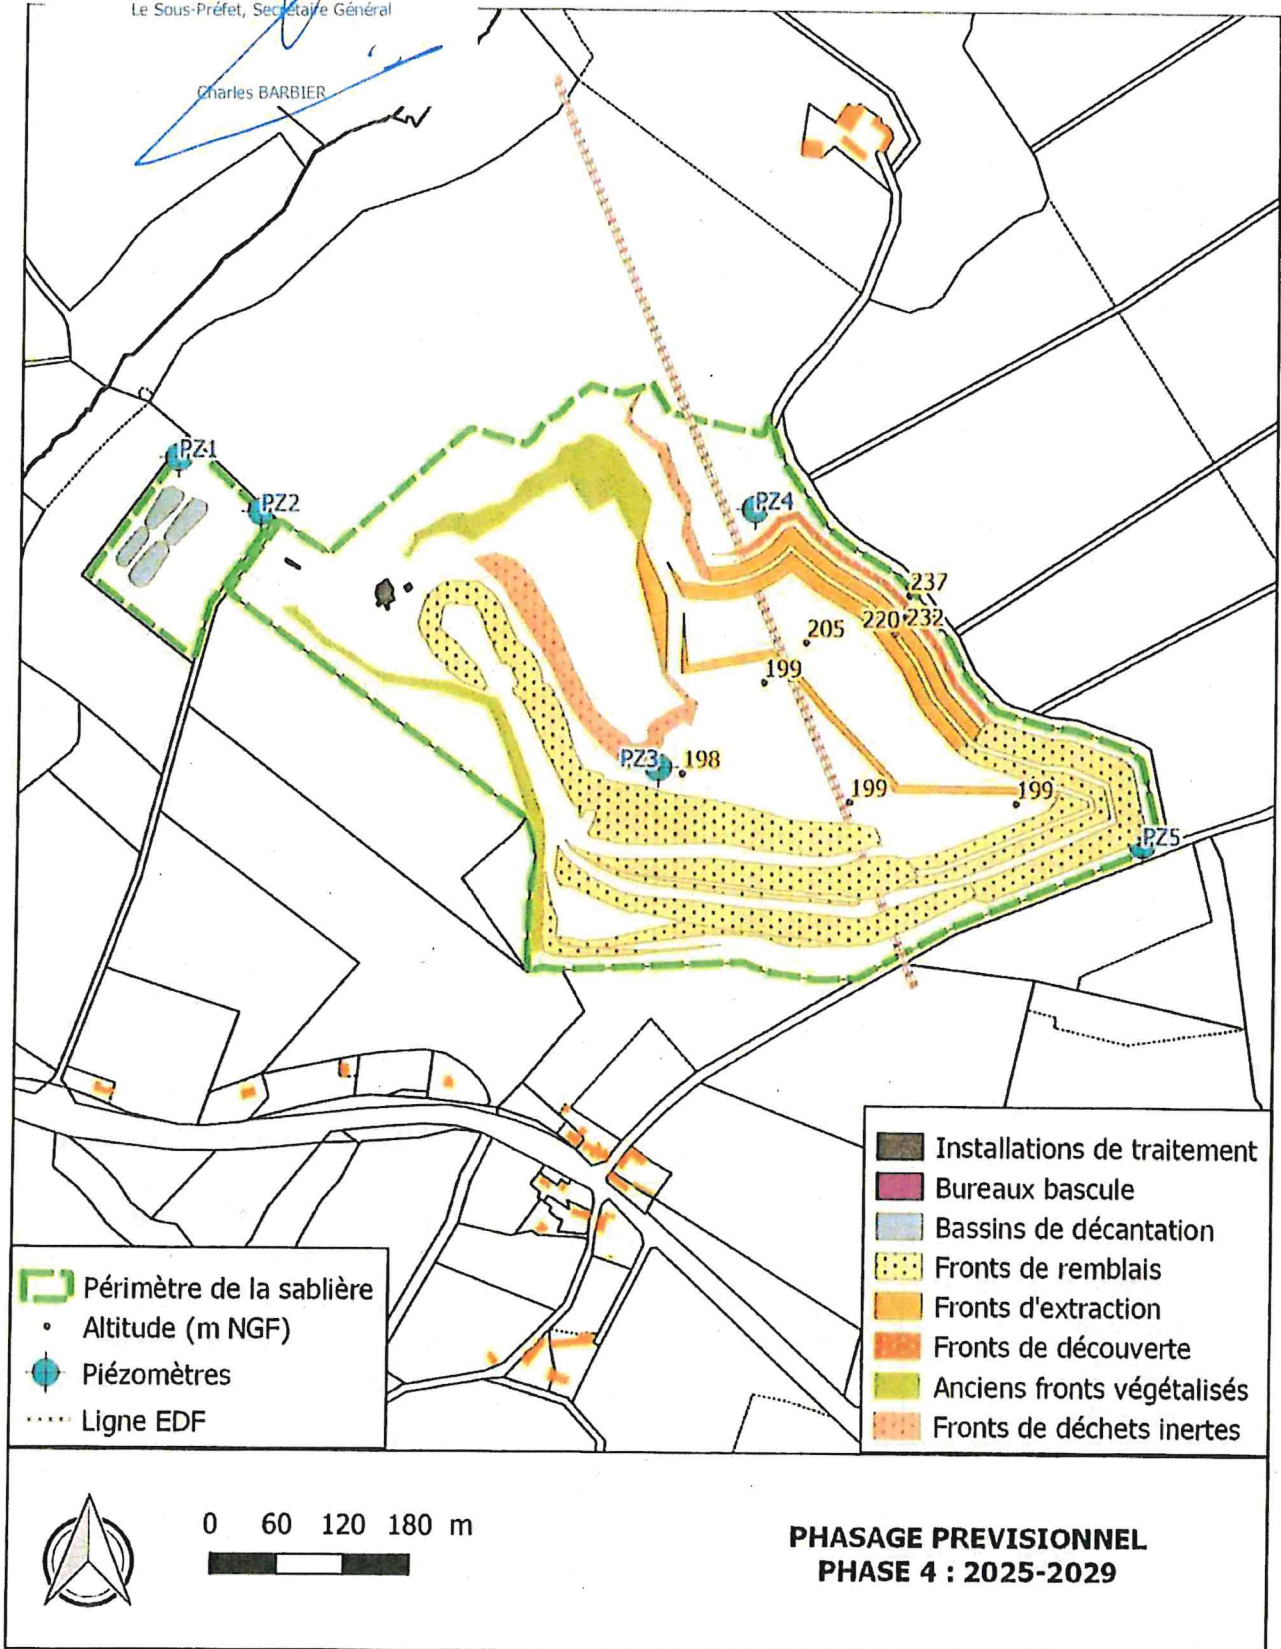 Le Sous-Préfet, Secrétaire Général
Charles BARBIER
PZ1
PZ2
PZ4
237
220 232
205
199
PZ3 198
199
199
PZ5
Périmètre de la sablière
Altitude (m NGF)
Piézomètres
Ligne EDF
Installations de traitement
Bureaux bascule
Bassins de décantation
Fronts de remblais
Fronts d'extraction
Fronts de découverte
Anciens fronts végétalisés
Fronts de déchets inertes
0 60 120 180 m
PHASAGE PREVISIONNEL
PHASE 4 : 2025-2029